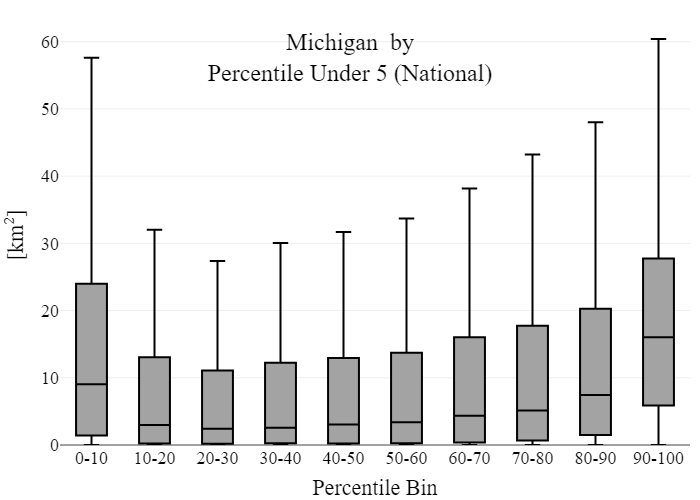 Michigan by
Percentile Under 5 (National)
60
50
40
30
20
10
0
[km²]
0-10 10-20 20-30 30-40 40-50 50-60 60-70 70-80 80-90 90-100
Percentile Bin